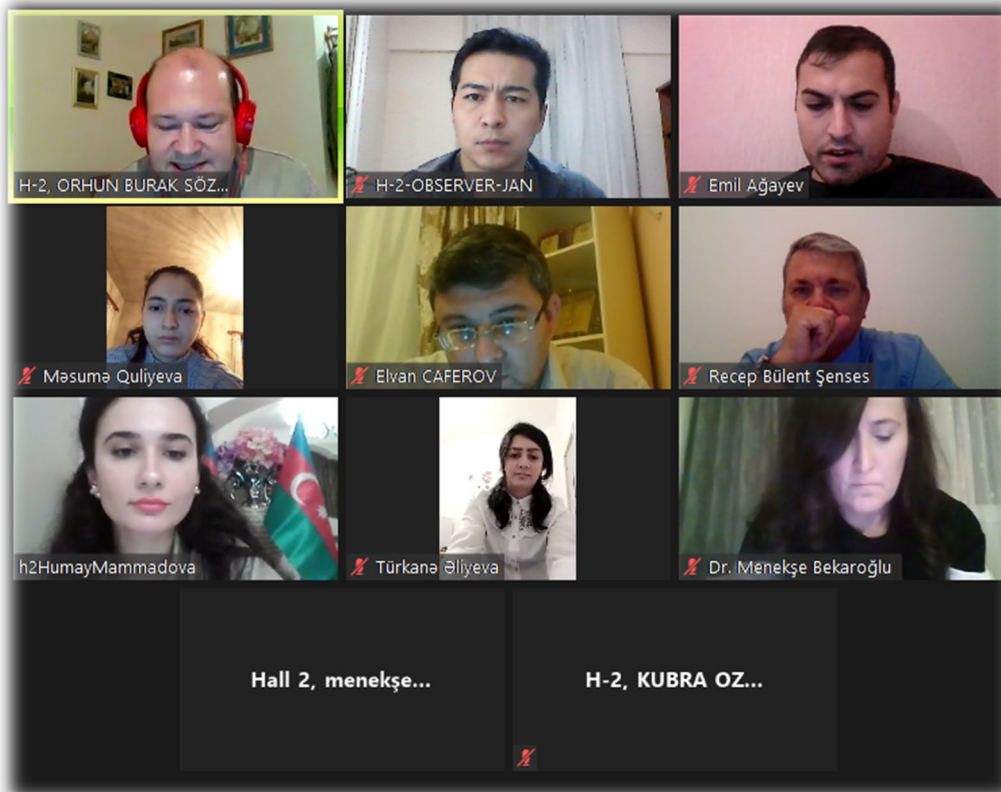 H-2, ORHUN BURAK SÖZ...
H-2-OBSERVER-JAN
Emil Ağayev
Məsumə Quliyeva
Elvan CAFEROV
Recep Bülent Şenses
h2HumayMammadova
Türkanə Əliyeva
Dr. Menekşe Bekaroğlu
Hall 2, menekşe...
H-2, KUBRA OZ...